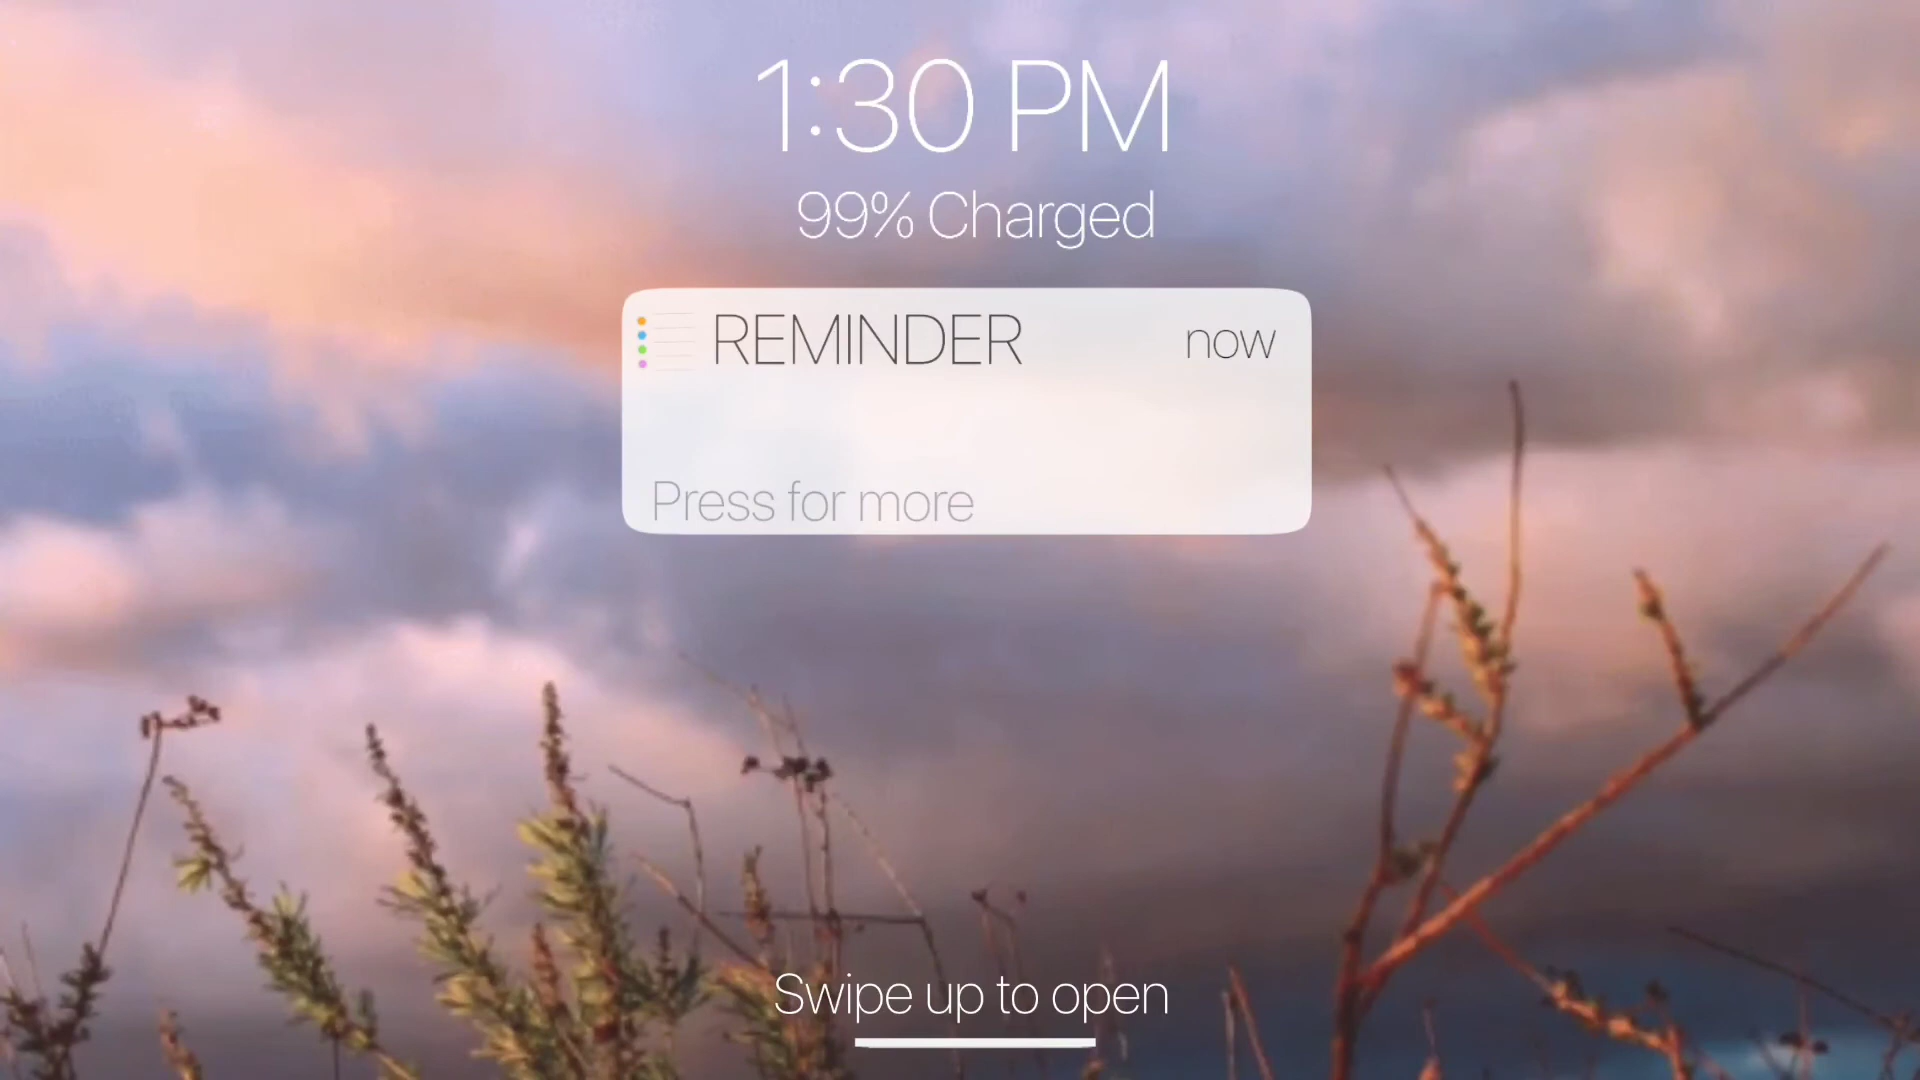 1:30 PM
99% Charged
REMINDER now
Press for more
Swipe up to open